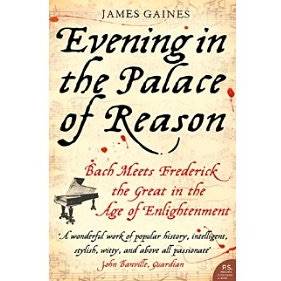 JAMES GAINES
Evening in
the Palace
of Reason
Bach Meets Frederick
the Great in the
Age of Enlightenment
'A wonderful work of popular history, intelligent,
stylish, witty, and above all passionate'
John Banville, Guardian
P.S.